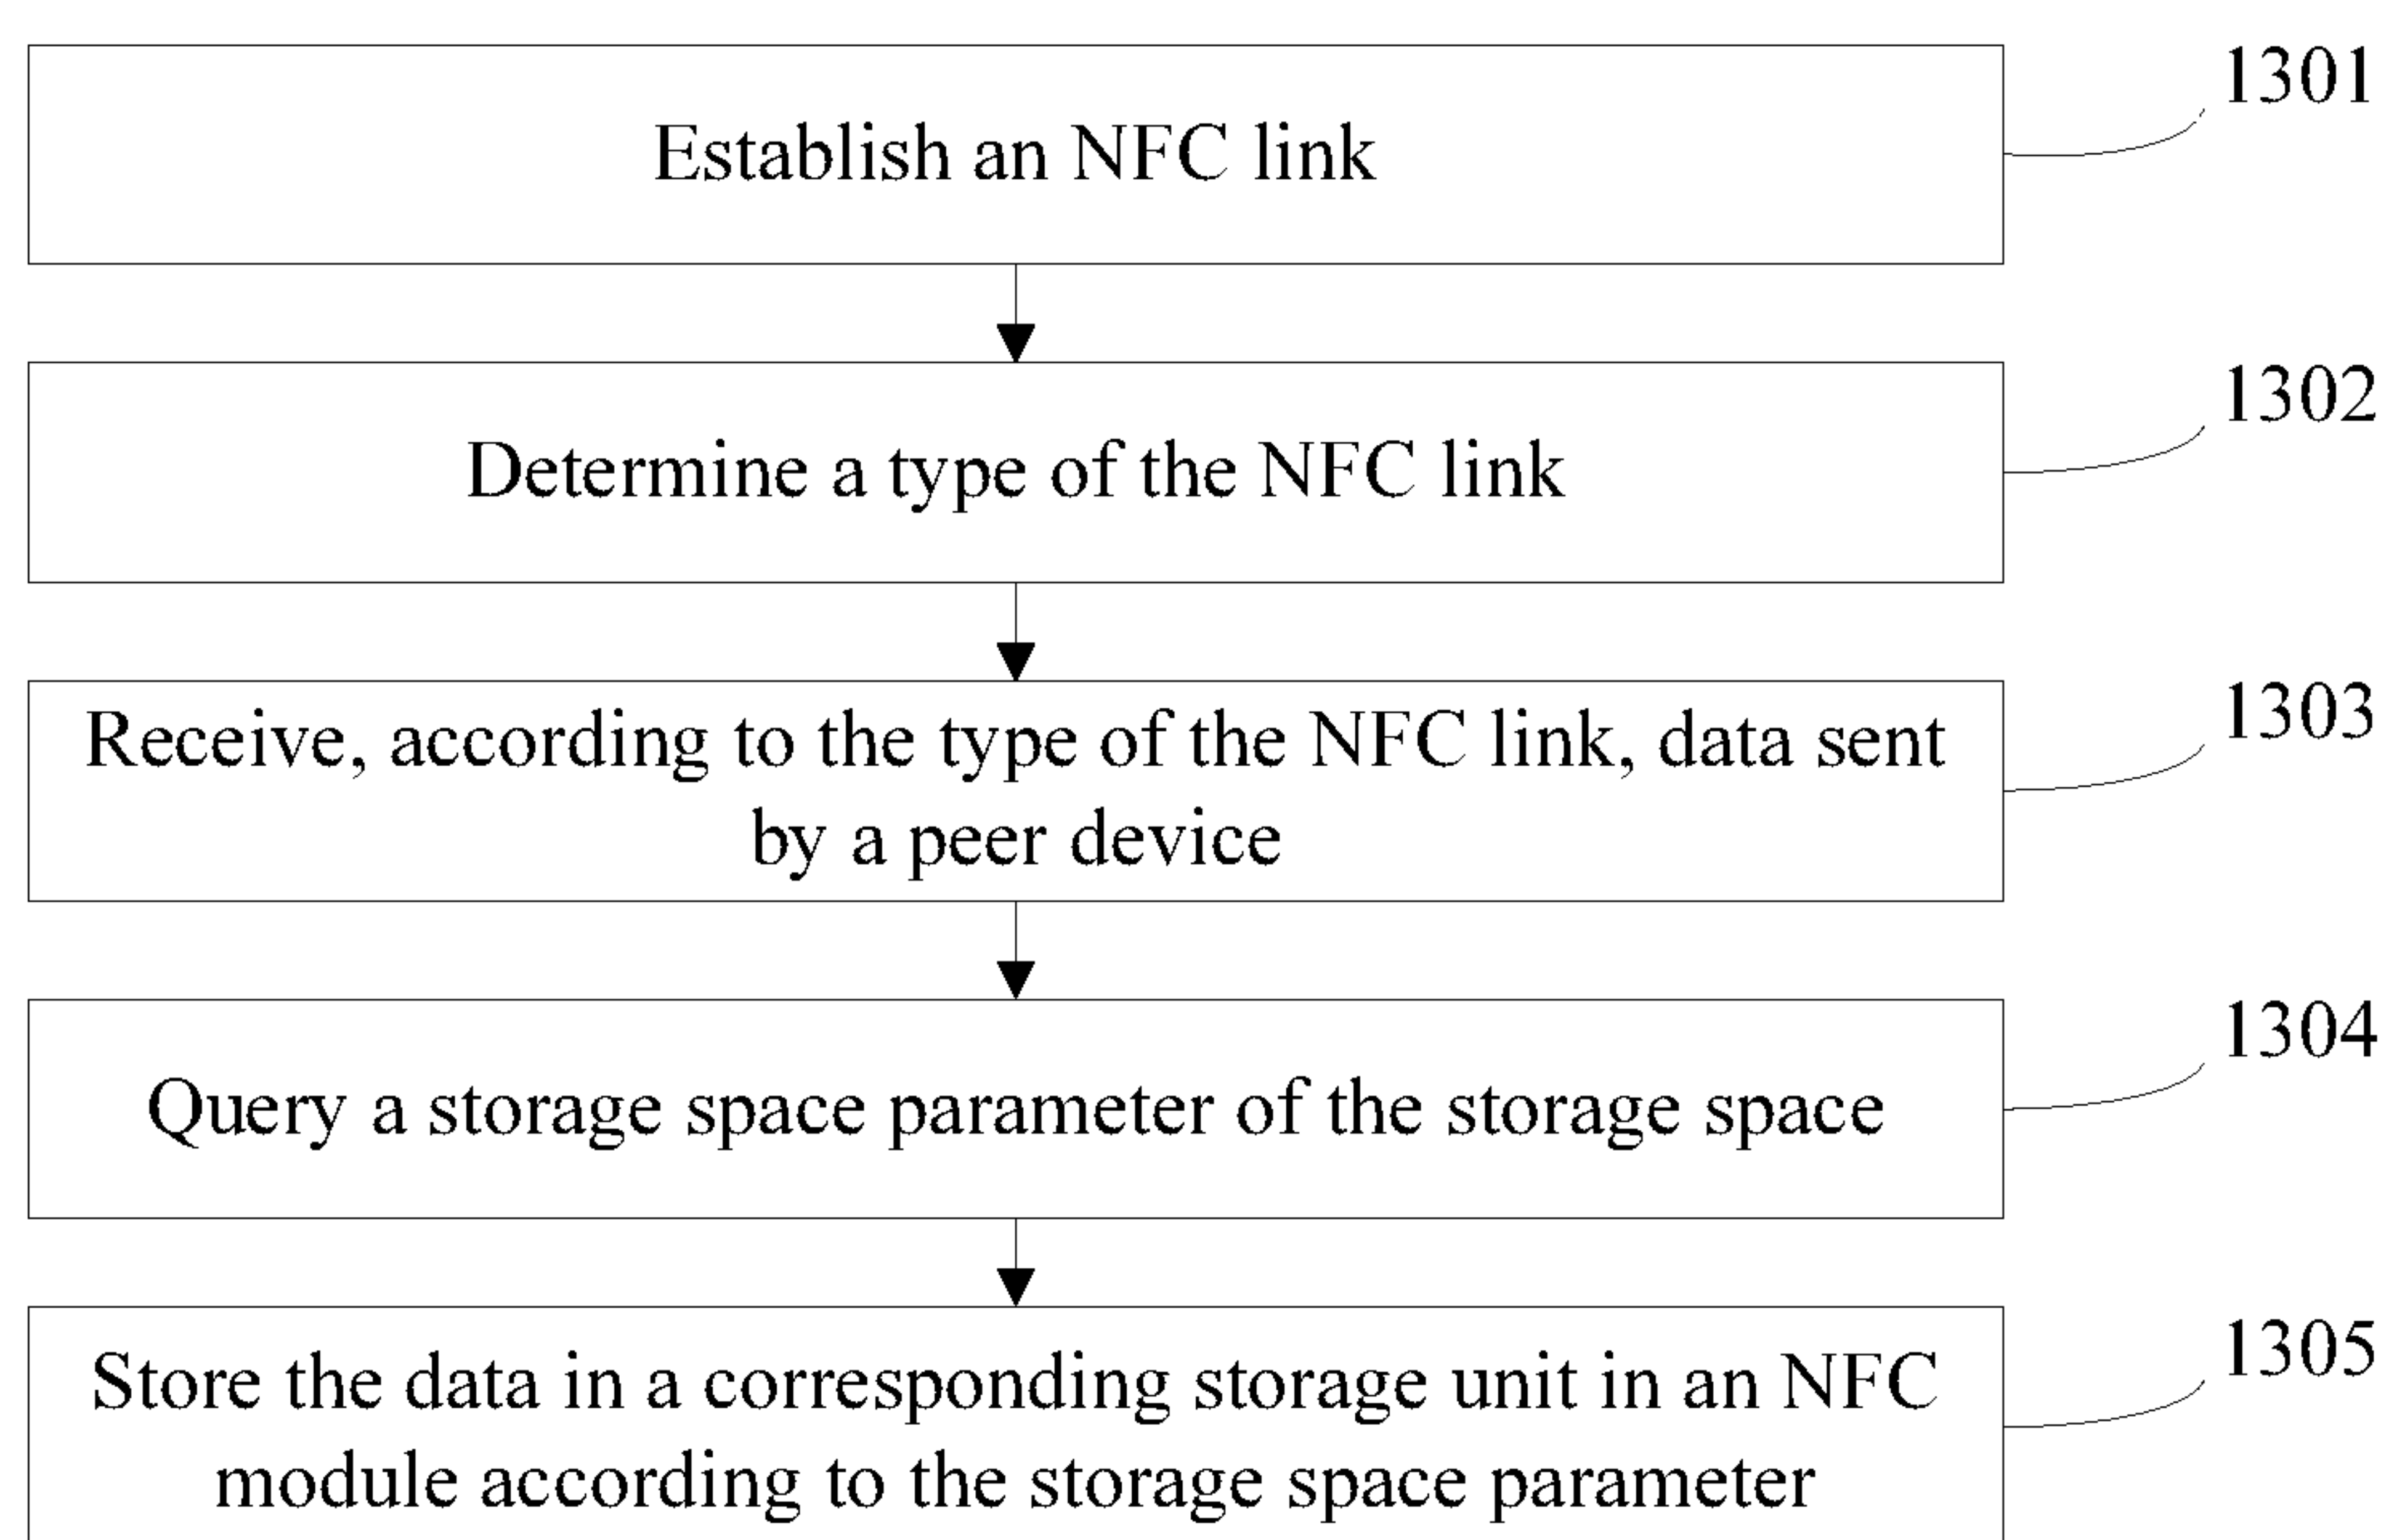 Establish an NFC link
1301
Determine a type of the NFC link
1302
Receive, according to the type of the NFC link, data sent
by a peer device
1303
Query a storage space parameter of the storage space
1304
Store the data in a corresponding storage unit in an NFC
module according to the storage space parameter
1305